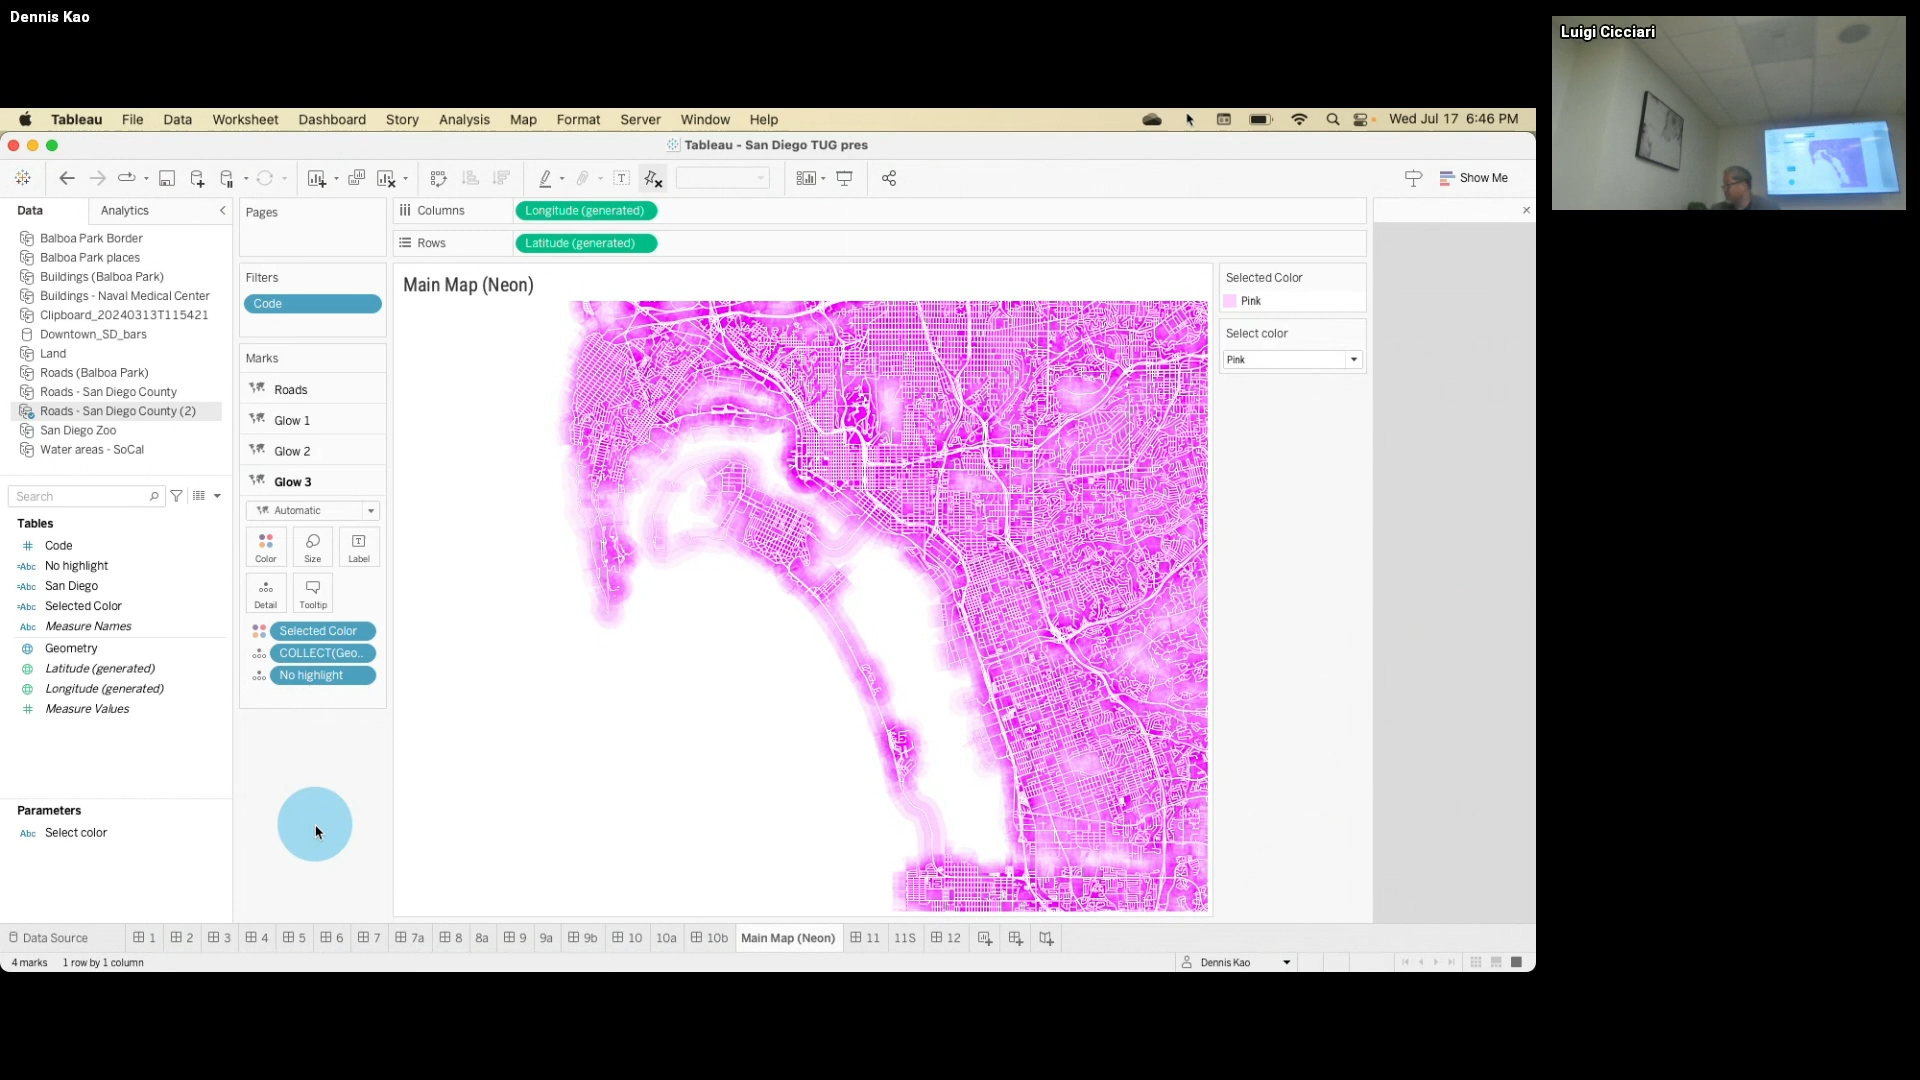 Dennis Kao
Luigi Cicciari
Tableau File Data Worksheet Dashboard Story Analysis Map Format Server Window Help Wed Jul 17 6:46 PM
Tableau - San Diego TUG pres
Show Me
Data Analytics
Balboa Park Border
Balboa Park places
Buildings (Balboa Park)
Buildings - Naval Medical Center
Clipboard_20240313T115421
Downtown_SD_bars
Land
Roads (Balboa Park)
Roads - San Diego County
Roads - San Diego County (2)
San Diego Zoo
Water areas - SoCal
Search
Tables
# Code
=Abc No highlight
=Abc San Diego
=Abc Selected Color
Abc Measure Names
Geometry
Latitude (generated)
Longitude (generated)
# Measure Values
Parameters
Abc Select color
Pages
Filters
Code
Marks
Roads
Glow 1
Glow 2
Glow 3
Automatic
Color Size Label
Detail Tooltip
Selected Color
COLLECT(Geo..
No highlight
Columns Longitude (generated)
Rows Latitude (generated)
Main Map (Neon)
Selected Color
Pink
Select color
Pink
Data Source 1 2 3 4 5 6 7 7a 8 8a 9 9a 9b 10 10a 10b Main Map (Neon) 11 11S 12
4 marks 1 row by 1 column Dennis Kao